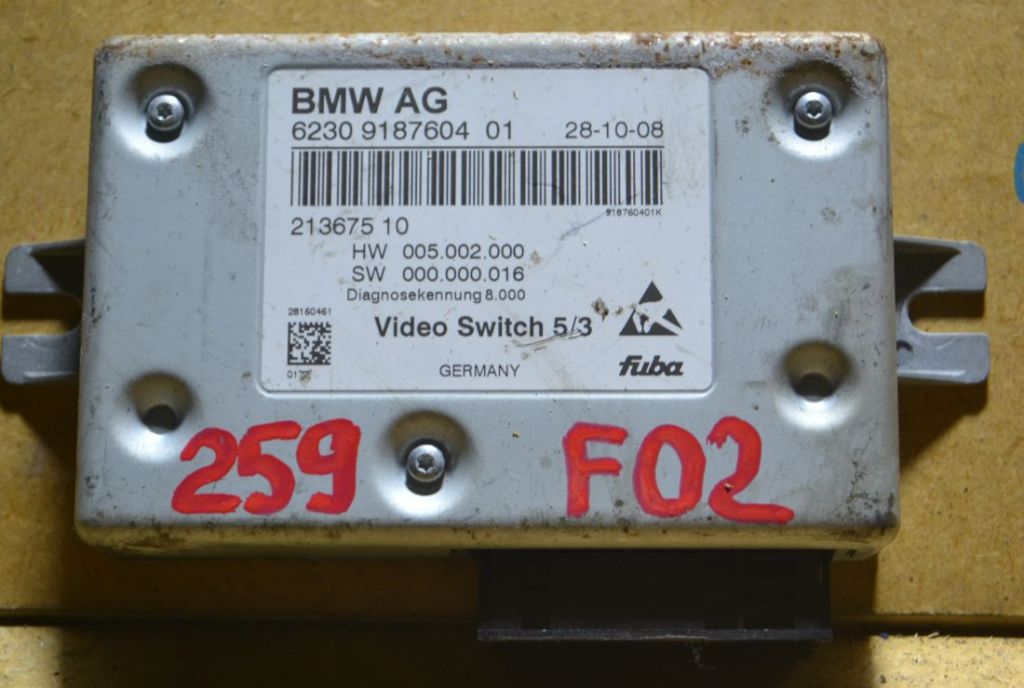 BMW AG
6230 9187604 01 28-10-08
918760401K
213675 10
HW 005.002.000
SW 000.000.016
Diagnosekennung 8.000
28160461
Video Switch 5/3
GERMANY
fuba
259 F02